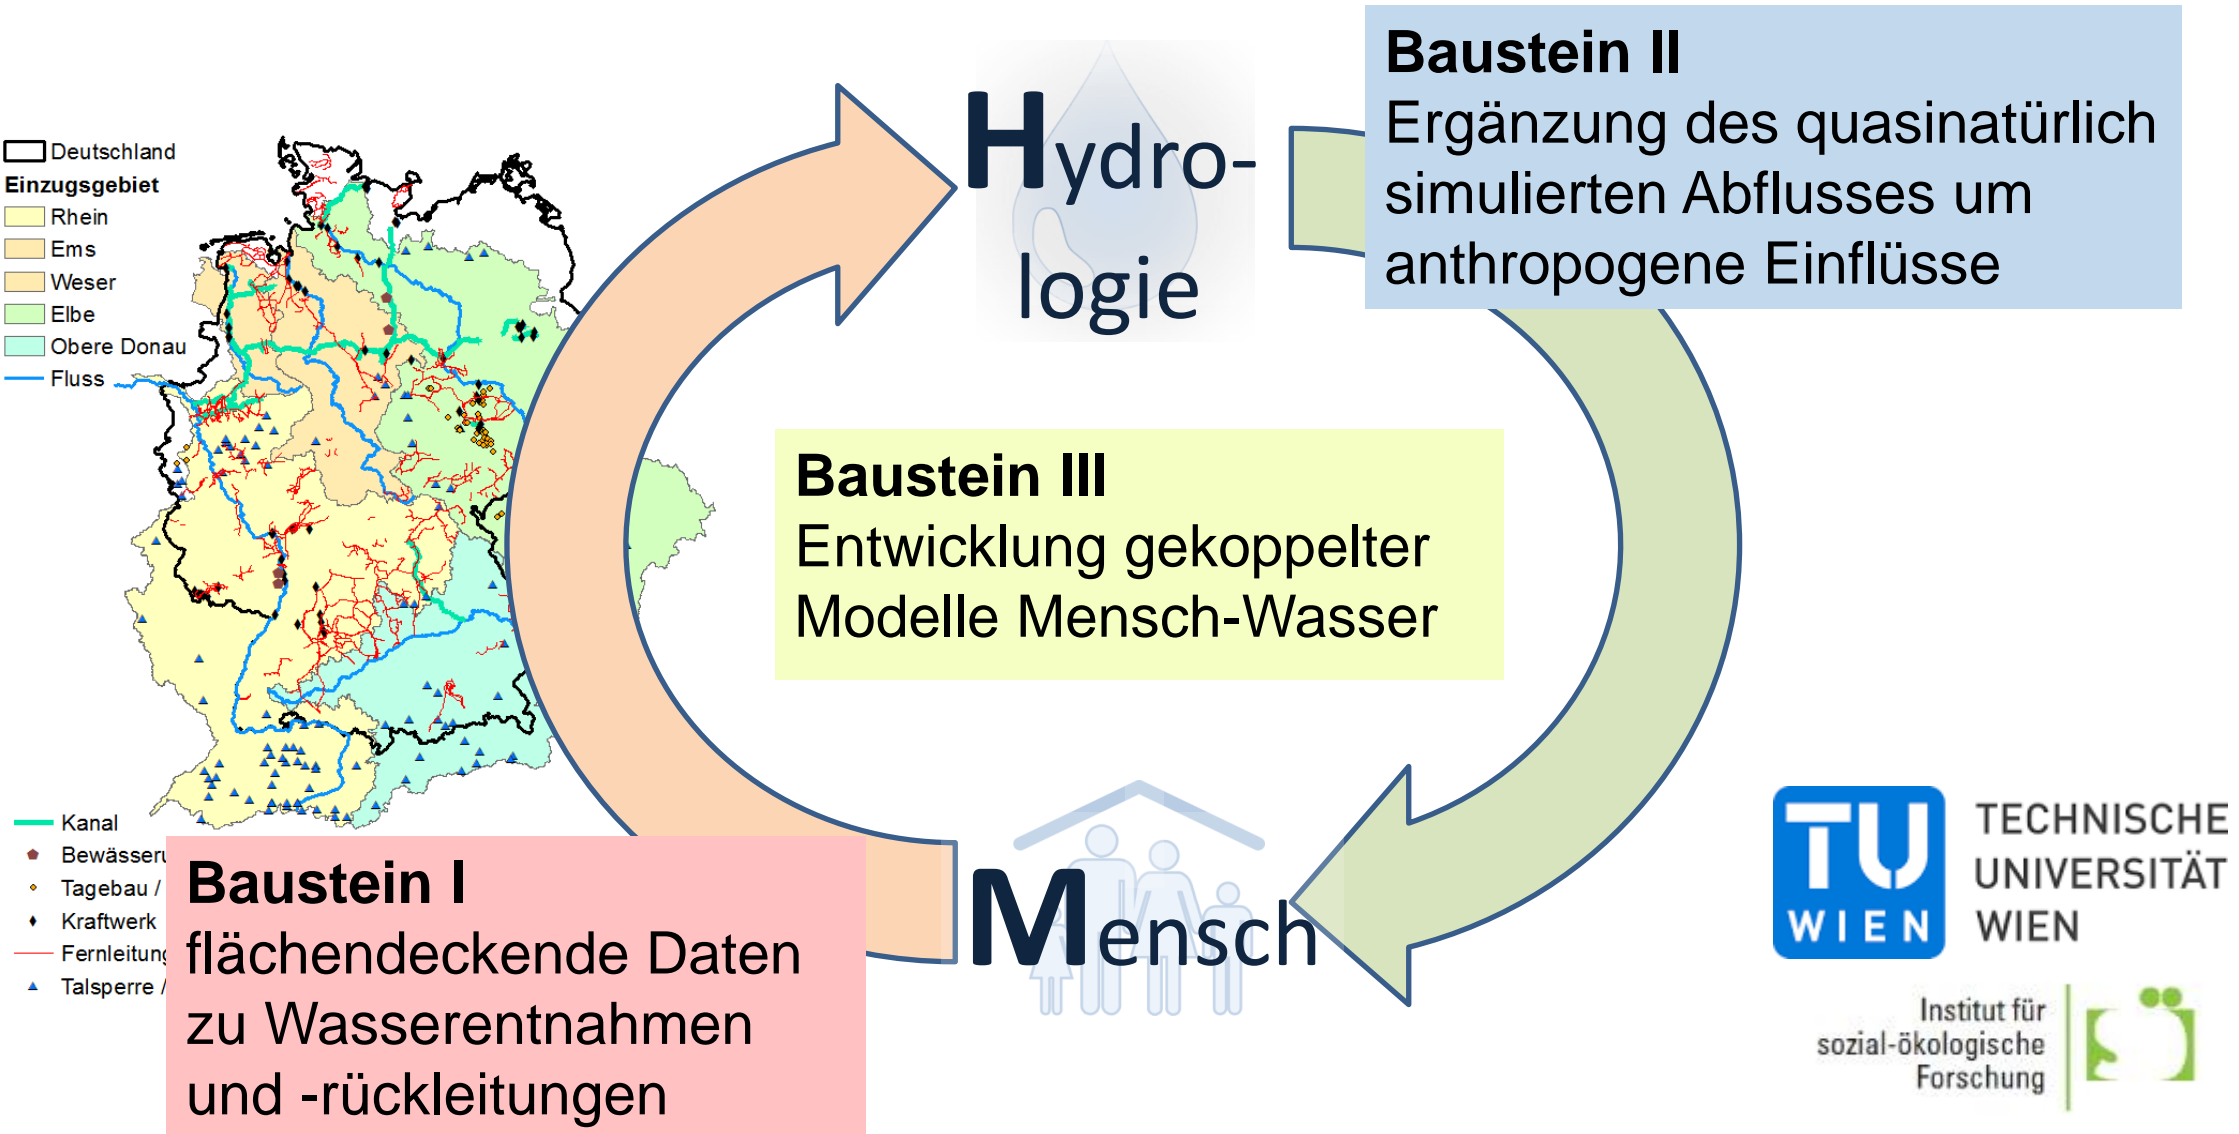 Deutschland
Einzugsgebiet
Rhein
Ems
Weser
Elbe
Obere Donau
Fluss
Kanal
Tagebau /
Kraftwerk
Talsperre /
Hydro-
logie
Mensch
Baustein II
Ergänzung des quasinatürlich
simulierten Abflusses um
anthropogene Einflüsse
Baustein III
Entwicklung gekoppelter
Modelle Mensch-Wasser
Baustein I
flächendeckende Daten
zu Wasserentnahmen
und -rückleitungen
TU
WIEN
TECHNISCHE
UNIVERSITÄT
WIEN
Institut für
sozial-ökologische
Forschung